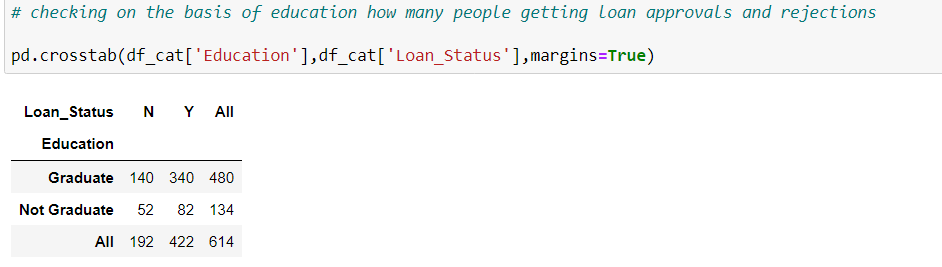 # checking on the basis of education how many people getting loan approvals and rejections
pd.crosstab(df_cat['Education'],df_cat['Loan_Status'],margins=True)
Loan_Status N Y All
Education
Graduate 140 340 480
Not Graduate 52 82 134
All 192 422 614